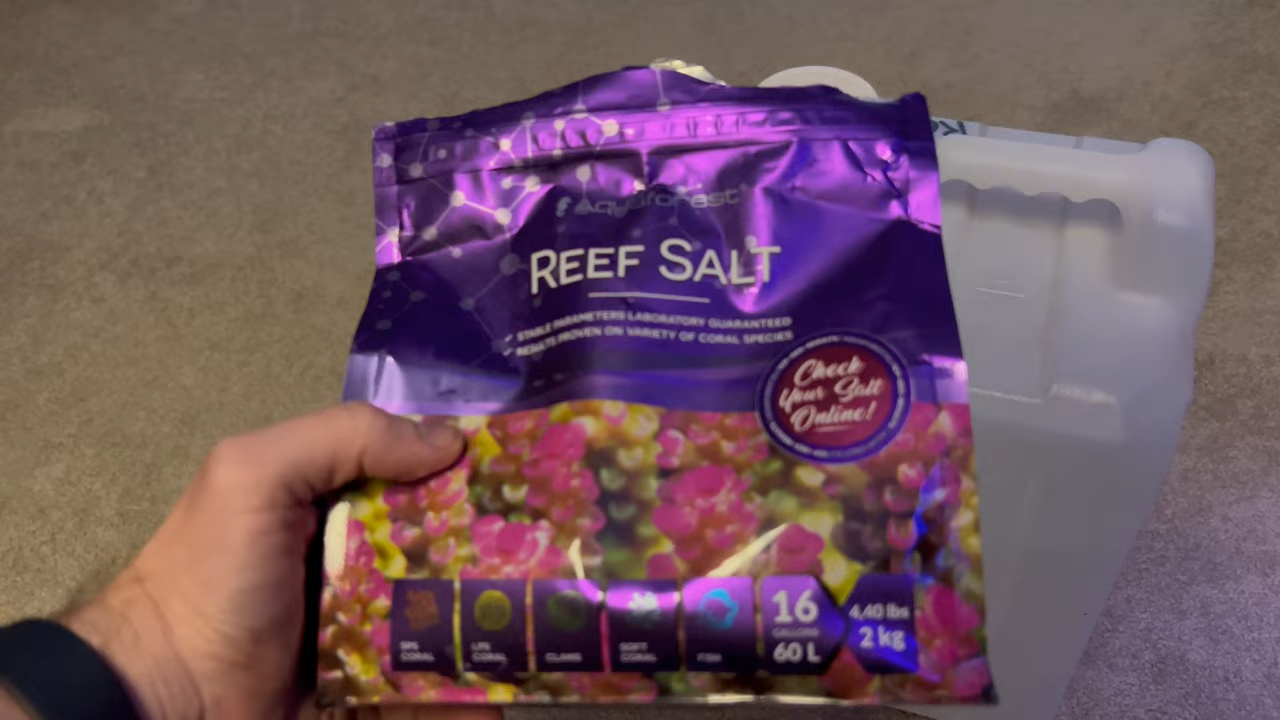 Aquaforest
REEF SALT
✓ STABLE PARAMETERS LABORATORY GUARANTEED
✓ RESULTS PROVEN ON VARIETY OF CORAL SPECIES
Check
Your Salt
Online!
SPS
CORAL
LPS
CORAL
CLAMS
SOFT
CORAL
FISH
16
GALLONS
60 L
4,40 lbs
2 kg